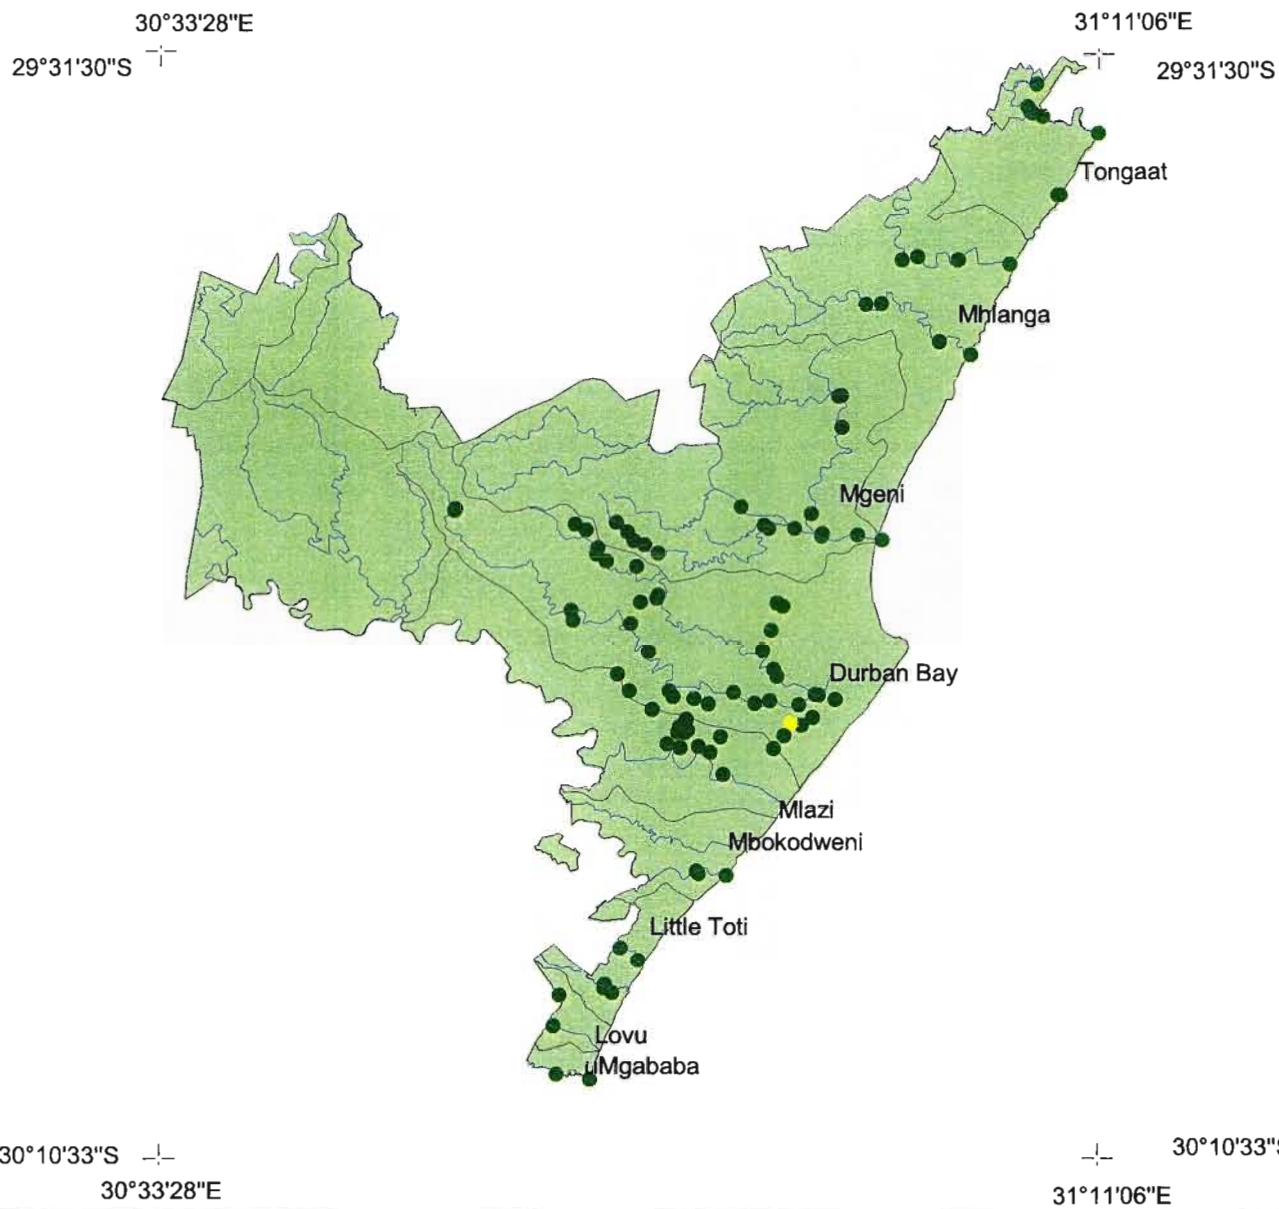 30°33'28"E
31°11'06"E
29°31'30"S
29°31'30"S
Tongaat
Mhlanga
Mgeni
Durban Bay
Mlazi
Mbokodweni
Little Toti
Lovu
uMgababa
30°10'33"S
30°10'33"S
30°33'28"E
31°11'06"E